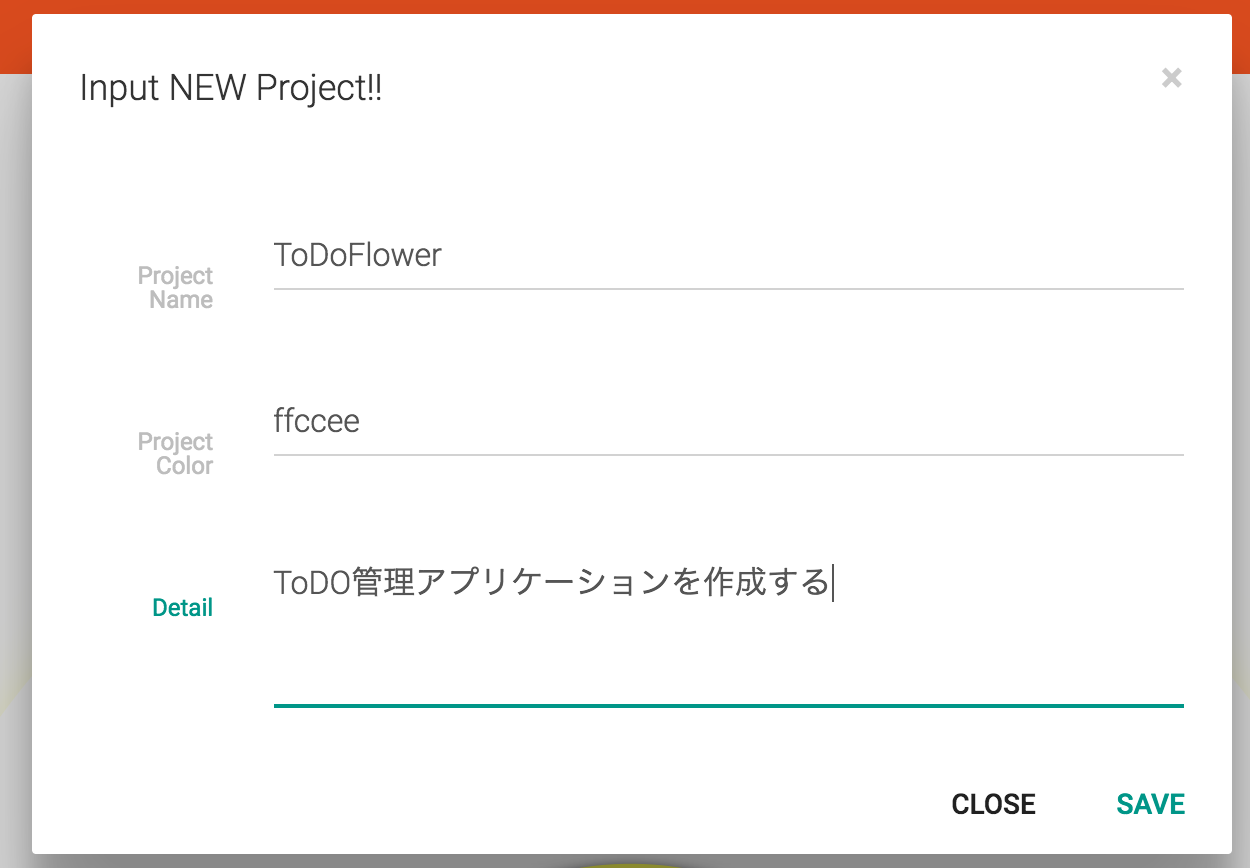 Input NEW Project!!
×
ToDoFlower
Project
Name
ffccee
Project
Color
ToDO管理アプリケーションを作成する
Detail
CLOSE SAVE